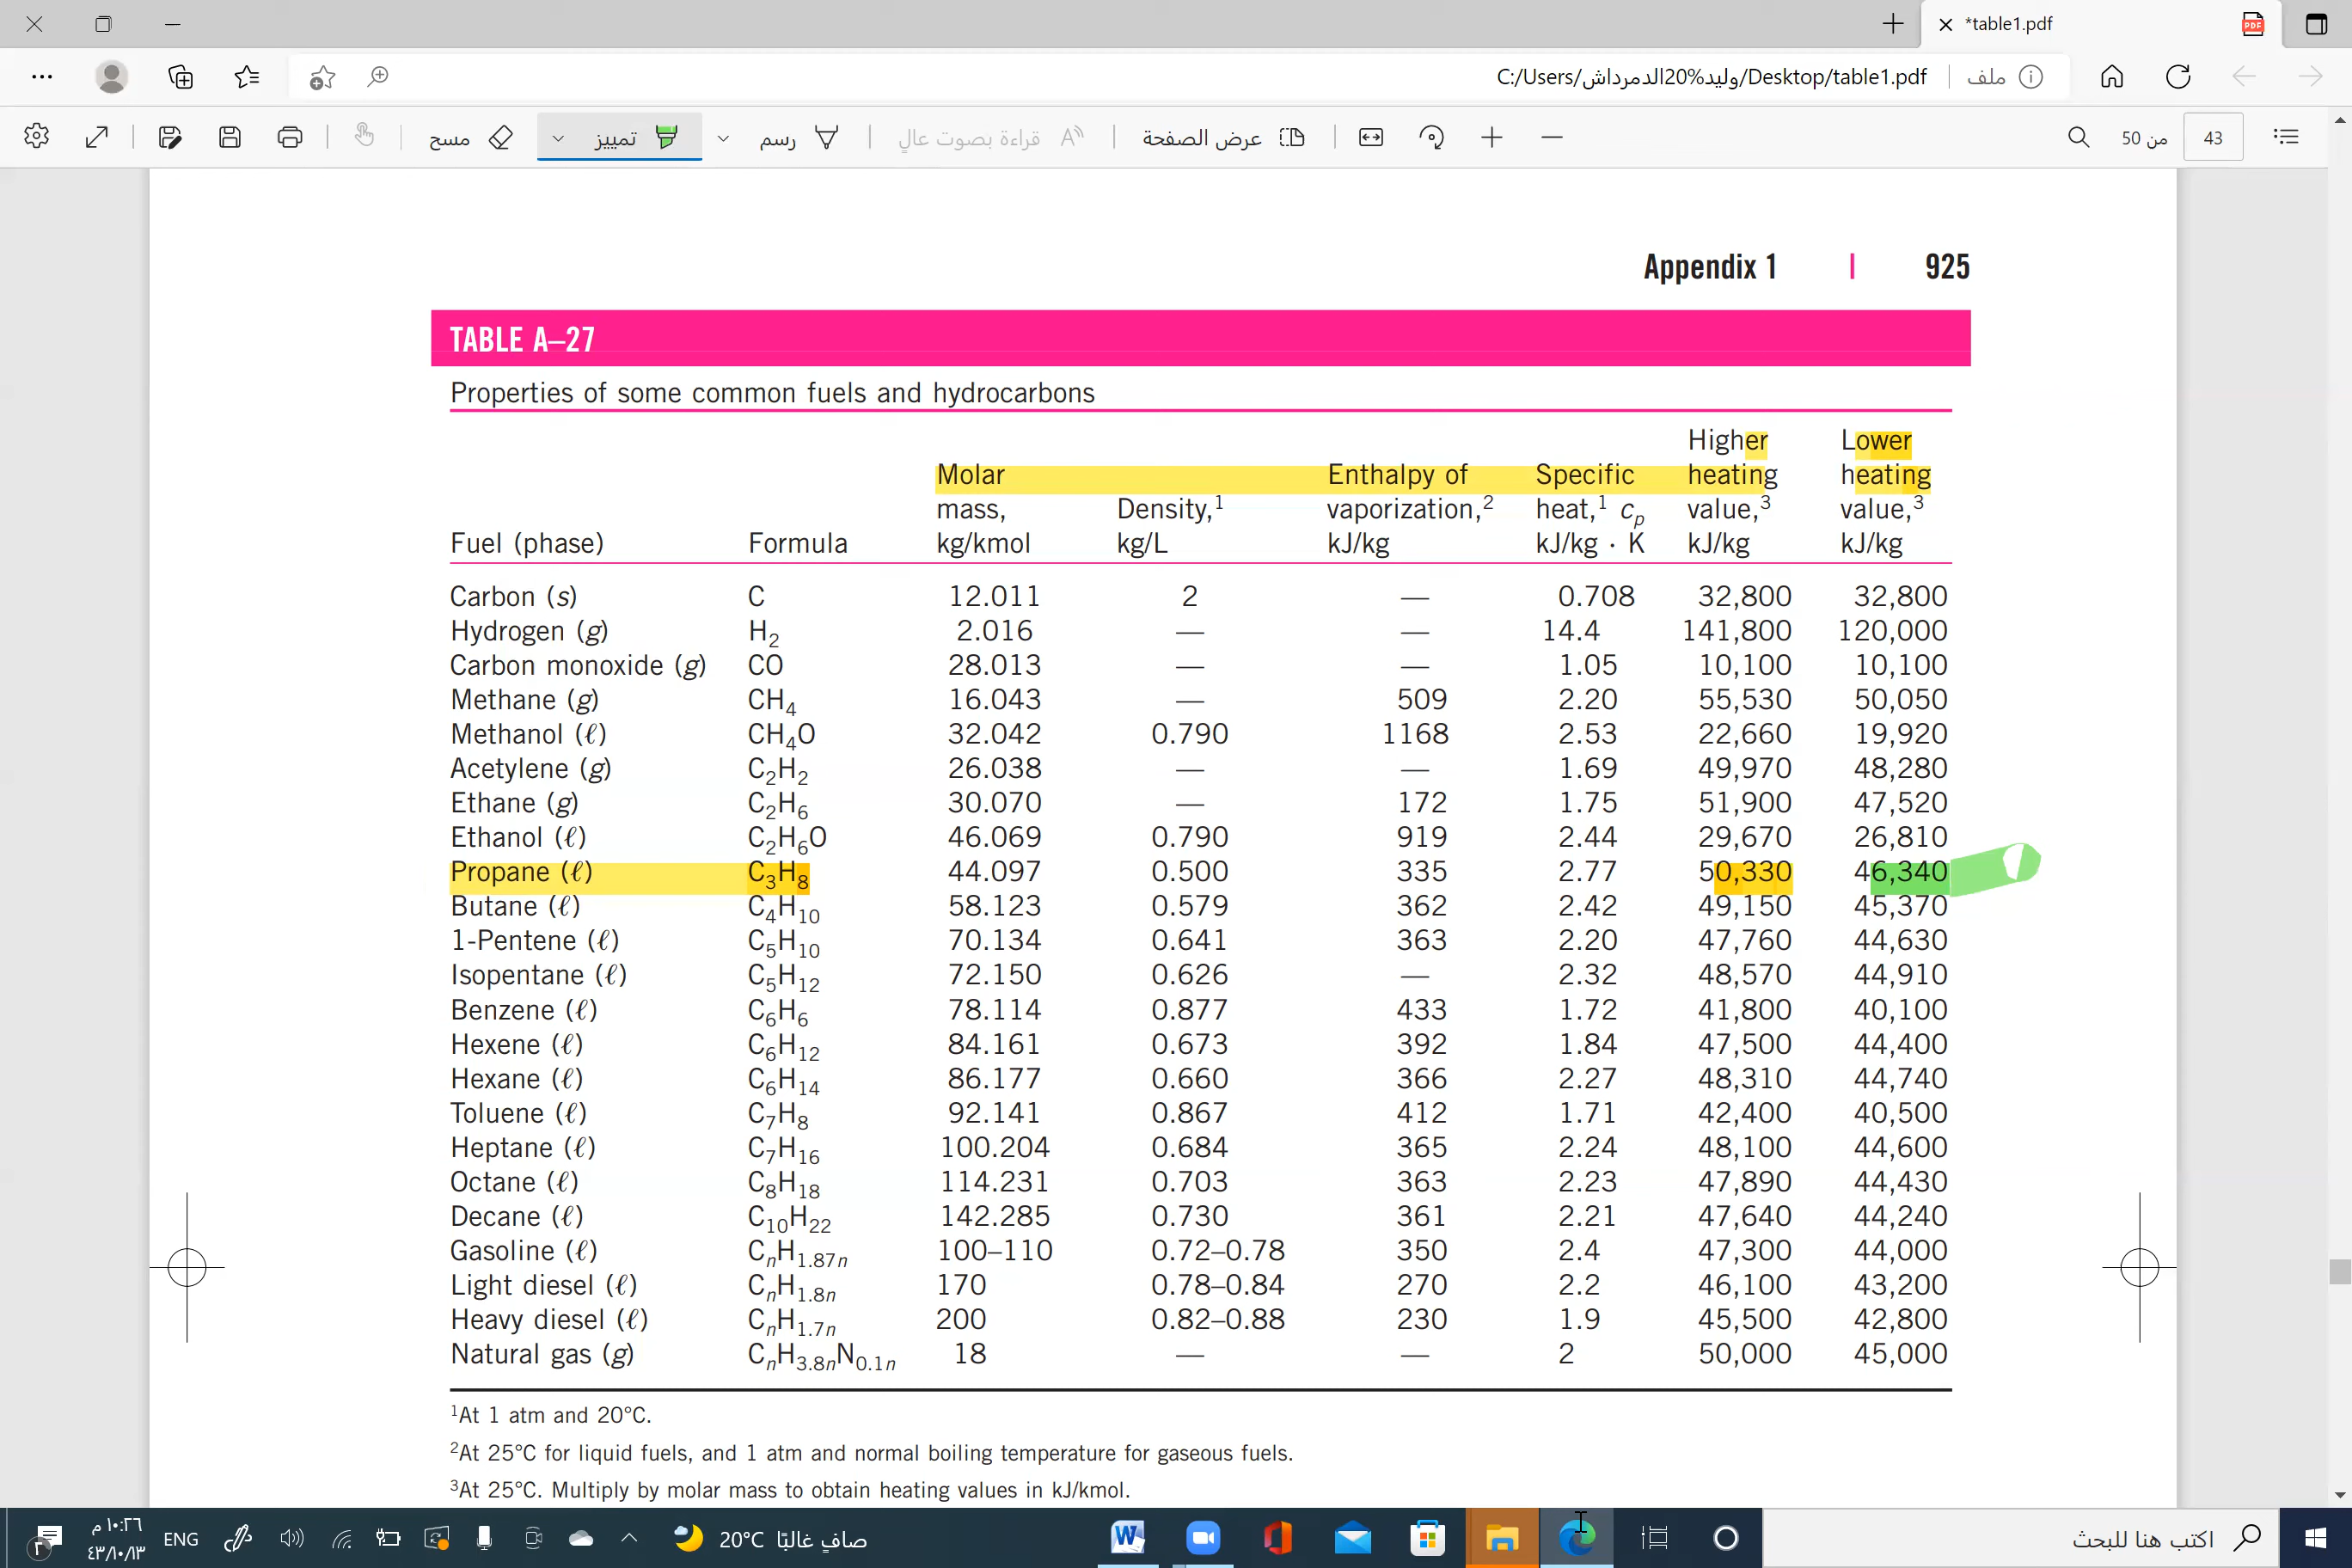 *table1.pdf
C:/Users/وليد%20الدمرداش/Desktop/table1.pdf
ملف
مسح
تمييز
رسم
قراءة بصوت عالٍ
عرض الصفحة
من 50
43
Appendix 1 | 925
TABLE A–27
Properties of some common fuels and hydrocarbons
Higher Lower
Molar Enthalpy of Specific heating heating
mass, Density,¹ vaporization,² heat,¹ cₚ value,³ value,³
Fuel (phase) Formula kg/kmol kg/L kJ/kg kJ/kg · K kJ/kg kJ/kg
Carbon (s) C 12.011 2 — 0.708 32,800 32,800
Hydrogen (g) H₂ 2.016 — — 14.4 141,800 120,000
Carbon monoxide (g) CO 28.013 — — 1.05 10,100 10,100
Methane (g) CH₄ 16.043 — 509 2.20 55,530 50,050
Methanol (ℓ) CH₄O 32.042 0.790 1168 2.53 22,660 19,920
Acetylene (g) C₂H₂ 26.038 — — 1.69 49,970 48,280
Ethane (g) C₂H₆ 30.070 — 172 1.75 51,900 47,520
Ethanol (ℓ) C₂H₆O 46.069 0.790 919 2.44 29,670 26,810
Propane (ℓ) C₃H₈ 44.097 0.500 335 2.77 50,330 46,340
Butane (ℓ) C₄H₁₀ 58.123 0.579 362 2.42 49,150 45,370
1-Pentene (ℓ) C₅H₁₀ 70.134 0.641 363 2.20 47,760 44,630
Isopentane (ℓ) C₅H₁₂ 72.150 0.626 — 2.32 48,570 44,910
Benzene (ℓ) C₆H₆ 78.114 0.877 433 1.72 41,800 40,100
Hexene (ℓ) C₆H₁₂ 84.161 0.673 392 1.84 47,500 44,400
Hexane (ℓ) C₆H₁₄ 86.177 0.660 366 2.27 48,310 44,740
Toluene (ℓ) C₇H₈ 92.141 0.867 412 1.71 42,400 40,500
Heptane (ℓ) C₇H₁₆ 100.204 0.684 365 2.24 48,100 44,600
Octane (ℓ) C₈H₁₈ 114.231 0.703 363 2.23 47,890 44,430
Decane (ℓ) C₁₀H₂₂ 142.285 0.730 361 2.21 47,640 44,240
Gasoline (ℓ) CₙH₁.₈₇ₙ 100–110 0.72–0.78 350 2.4 47,300 44,000
Light diesel (ℓ) CₙH₁.₈ₙ 170 0.78–0.84 270 2.2 46,100 43,200
Heavy diesel (ℓ) CₙH₁.₇ₙ 200 0.82–0.88 230 1.9 45,500 42,800
Natural gas (g) CₙH₃.₈ₙN₀.₁ₙ 18 — — 2 50,000 45,000
¹At 1 atm and 20°C.
²At 25°C for liquid fuels, and 1 atm and normal boiling temperature for gaseous fuels.
³At 25°C. Multiply by molar mass to obtain heating values in kJ/kmol.
١٠:٢٦ م
٤٣/١٠/١٣
ENG
20°C صافٍ غالبًا
اكتب هنا للبحث